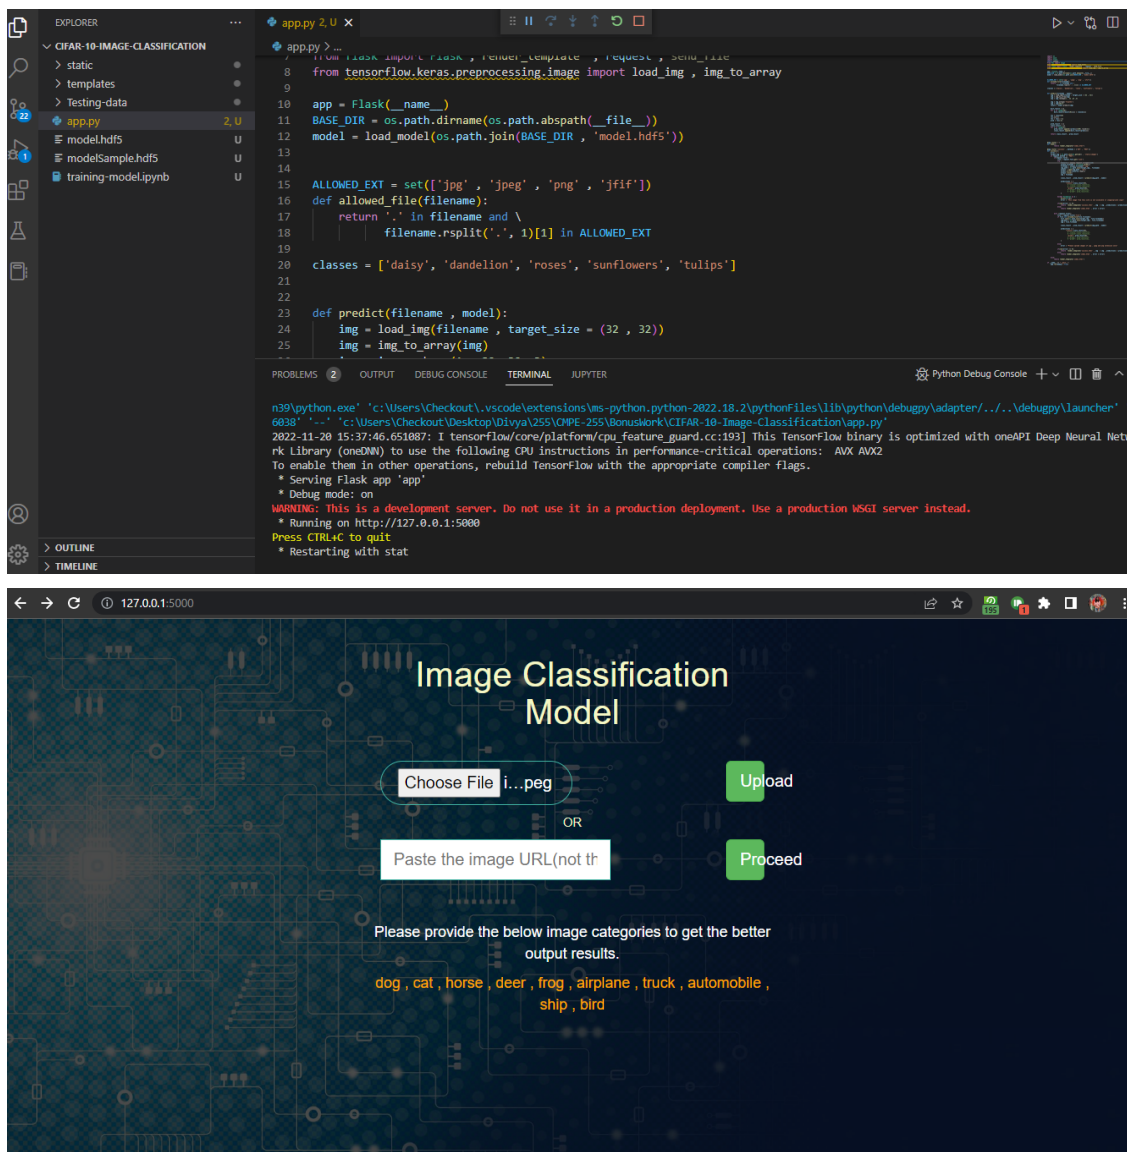 EXPLORER
app.py 2, U
CIFAR-10-IMAGE-CLASSIFICATION
static
templates
Testing-data
app.py 2, U
model.hdf5 U
modelSample.hdf5 U
training-model.ipynb U
OUTLINE
TIMELINE
22
1
app.py > ...
7 from flask import Flask , render_template , request , send_file
8 from tensorflow.keras.preprocessing.image import load_img , img_to_array
9
10 app = Flask(__name__)
11 BASE_DIR = os.path.dirname(os.path.abspath(__file__))
12 model = load_model(os.path.join(BASE_DIR , 'model.hdf5'))
13
14
15 ALLOWED_EXT = set(['jpg' , 'jpeg' , 'png' , 'jfif'])
16 def allowed_file(filename):
17 return '.' in filename and \
18 filename.rsplit('.', 1)[1] in ALLOWED_EXT
19
20 classes = ['daisy', 'dandelion', 'roses', 'sunflowers', 'tulips']
21
22
23 def predict(filename , model):
24 img = load_img(filename , target_size = (32 , 32))
25 img = img_to_array(img)
PROBLEMS 2 OUTPUT DEBUG CONSOLE TERMINAL JUPYTER Python Debug Console
n39\python.exe' 'c:\Users\Checkout\.vscode\extensions\ms-python.python-2022.18.2\pythonFiles\lib\python\debugpy\adapter/../..\debugpy\launcher'
6038' '--' 'c:\Users\Checkout\Desktop\Divya\255\CMPE-255\BonusWork\CIFAR-10-Image-Classification\app.py'
2022-11-20 15:37:46.651087: I tensorflow/core/platform/cpu_feature_guard.cc:193] This TensorFlow binary is optimized with oneAPI Deep Neural Netw
rk Library (oneDNN) to use the following CPU instructions in performance-critical operations: AVX AVX2
To enable them in other operations, rebuild TensorFlow with the appropriate compiler flags.
* Serving Flask app 'app'
* Debug mode: on
WARNING: This is a development server. Do not use it in a production deployment. Use a production WSGI server instead.
* Running on http://127.0.0.1:5000
Press CTRL+C to quit
* Restarting with stat
127.0.0.1:5000
195
1
Image Classification
Model
Choose File i...peg
Upload
OR
Paste the image URL(not th
Proceed
Please provide the below image categories to get the better
output results.
dog , cat , horse , deer , frog , airplane , truck , automobile ,
ship , bird